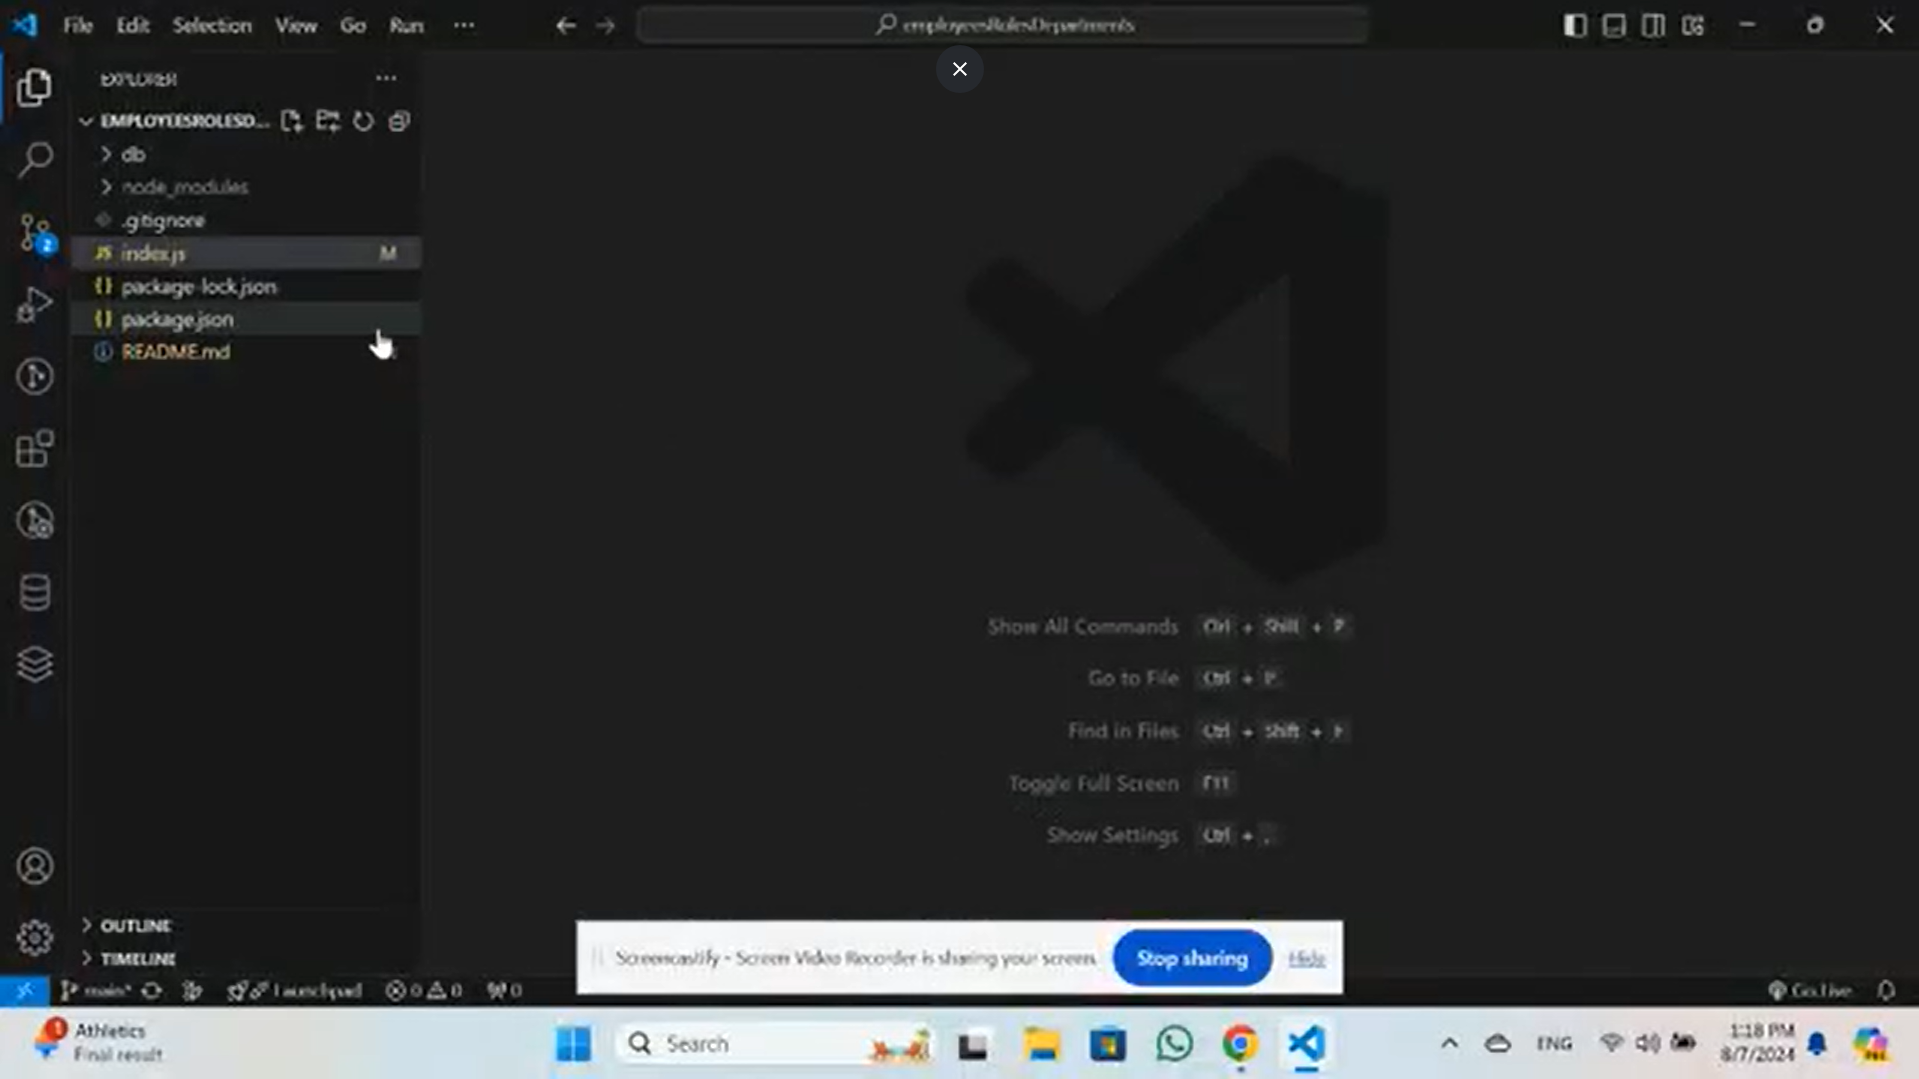 File Edit Selection View Go Run ...
employeesRolesDepartments
EXPLORER ...
EMPLOYEESROLESD...
db
node_modules
.gitignore
JS index.js M
{} package-lock.json
{} package.json
README.md
2
Show All Commands Ctrl + Shift + P
Go to File Ctrl + P
Find in Files Ctrl + Shift + F
Toggle Full Screen F11
Show Settings Ctrl + ,
OUTLINE
TIMELINE
Screencastify - Screen Video Recorder is sharing your screen. Stop sharing Hide
main* Launchpad 0 0 0 Go Live
1 Athletics
Final result
Search
ENG
1:18 PM
8/7/2024